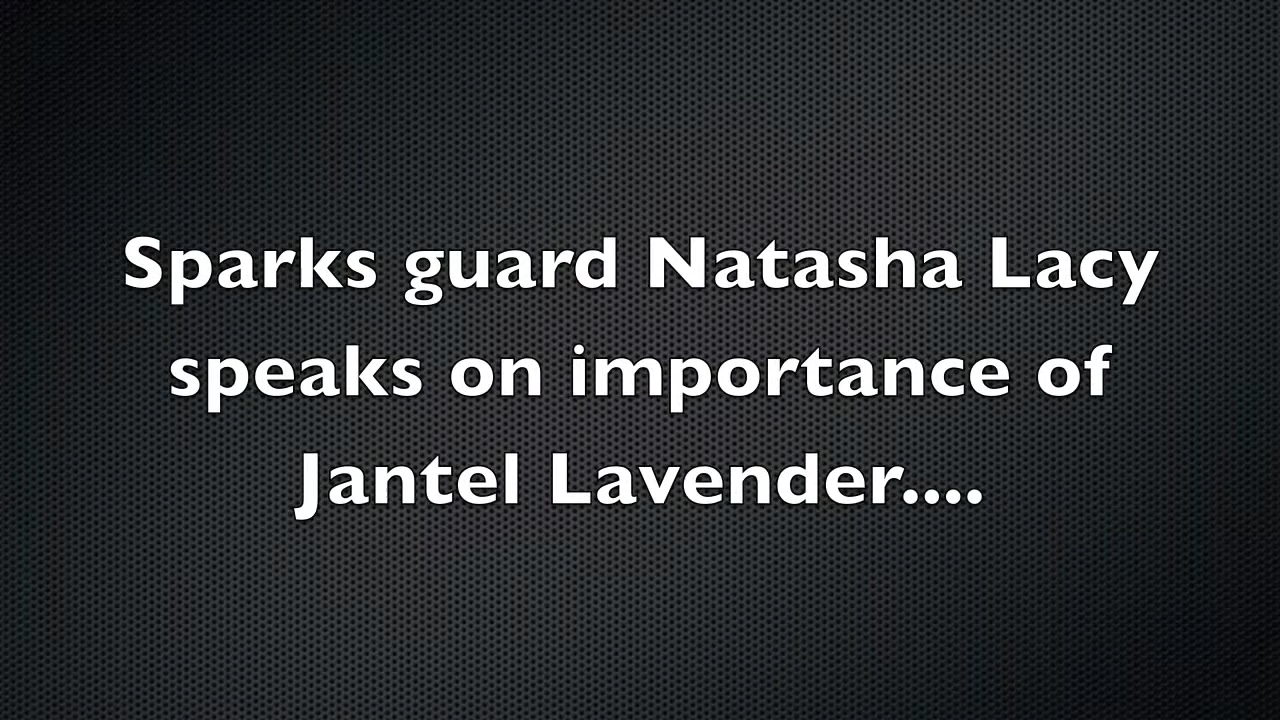 Sparks guard Natasha Lacy
speaks on importance of
Jantel Lavender....